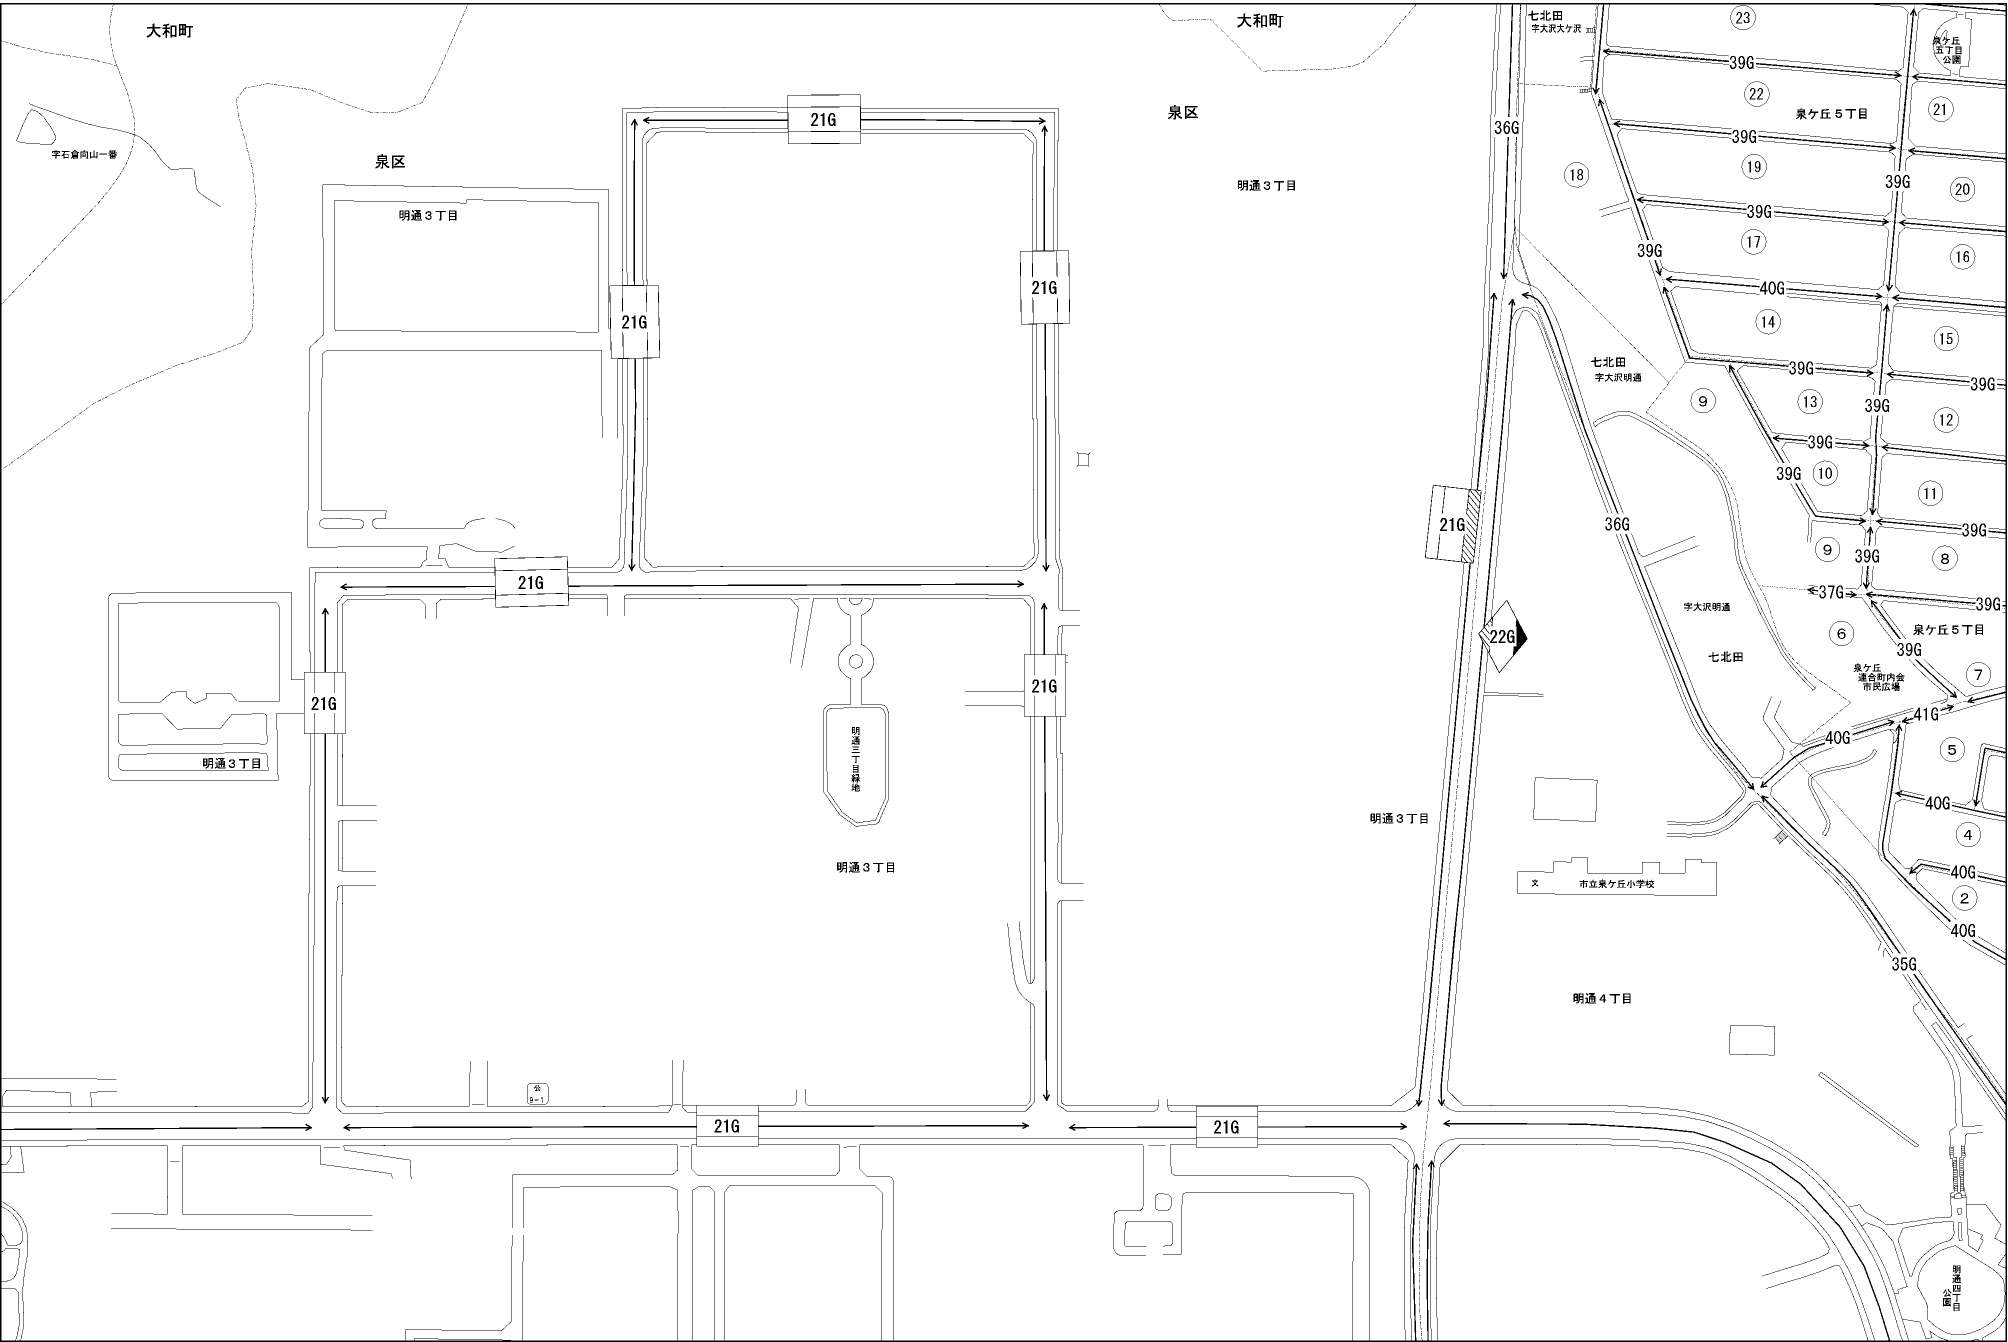 大和町
大和町
七北田
字大沢大ケ沢
23
泉ケ丘
五丁目
公園
39G
22
21
泉区
泉ケ丘５丁目
21G
36G
39G
字石倉向山一番
泉区
19
18
39G
20
明通３丁目
39G
明通３丁目
17
39G
16
21G
40G
21G
14
15
七北田
字大沢明通
39G
39G
9
13
39G
12
39G
39G
10
11
21G
36G
39G
9
39G
8
21G
37G
39G
字大沢明通
6
泉ケ丘５丁目
22G
39G
七北田
泉ケ丘
連合町内会
市民広場
7
21G
21G
41G
40G
5
明通三丁目緑地
明通３丁目
40G
明通３丁目
4
明通３丁目
40G
文
市立泉ケ丘小学校
2
40G
35G
明通４丁目
公
9-1
21G
21G
明通四丁目
公園